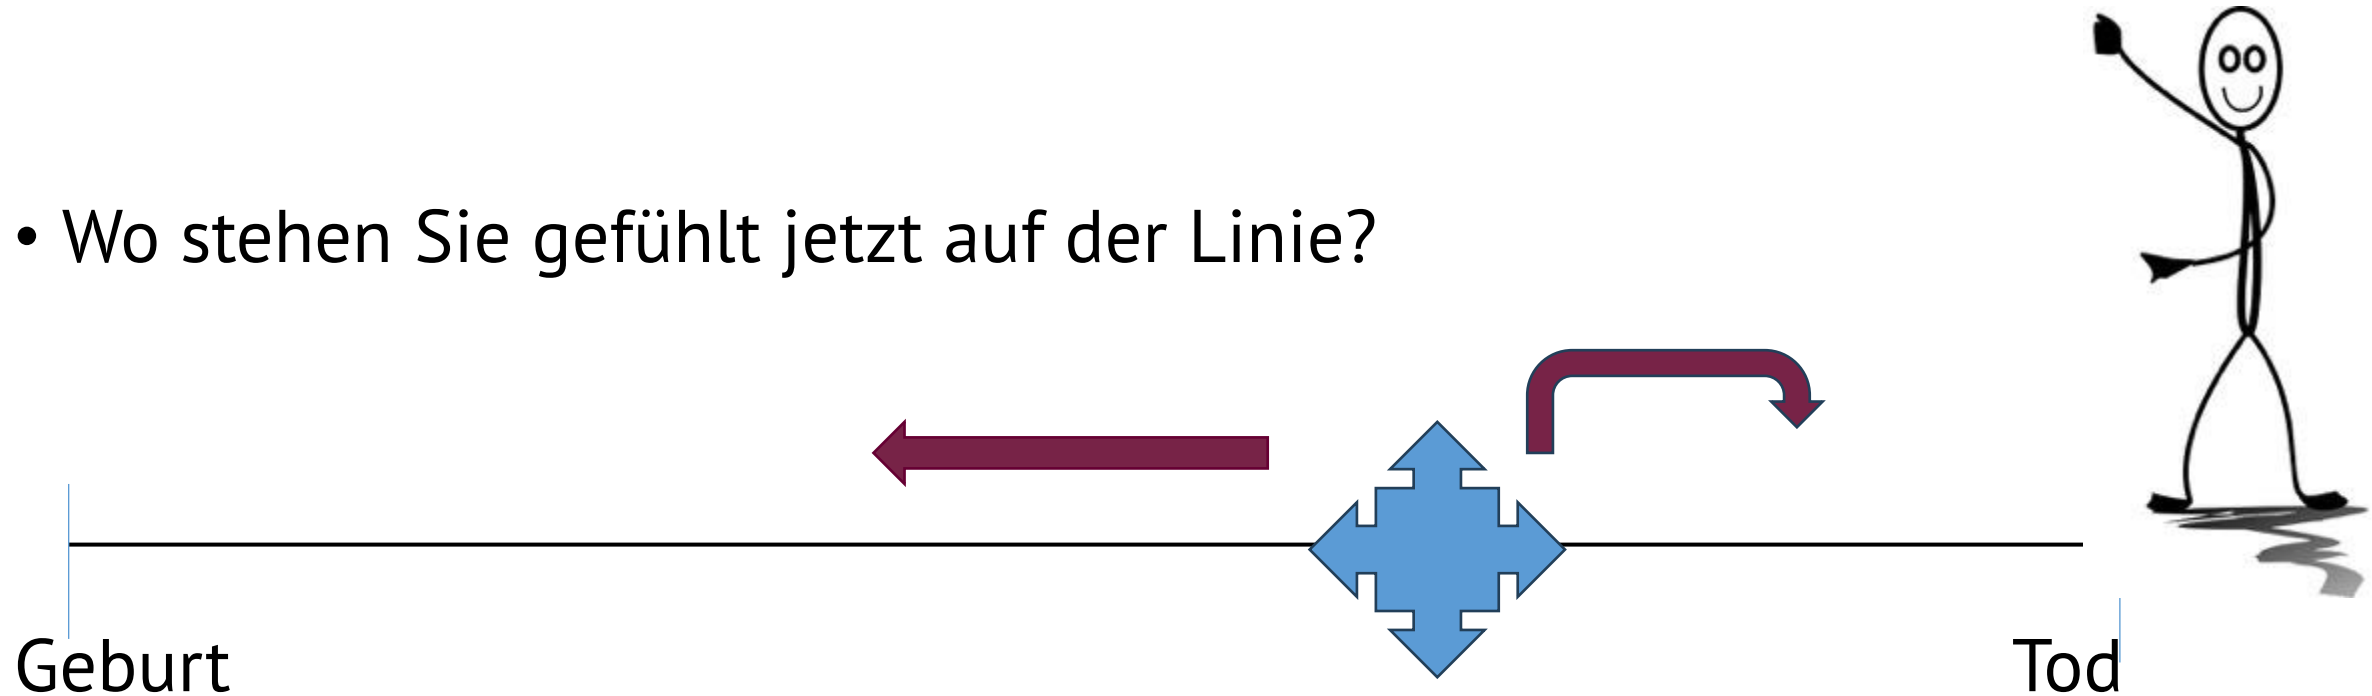 • Wo stehen Sie gefühlt jetzt auf der Linie?
Geburt
Tod